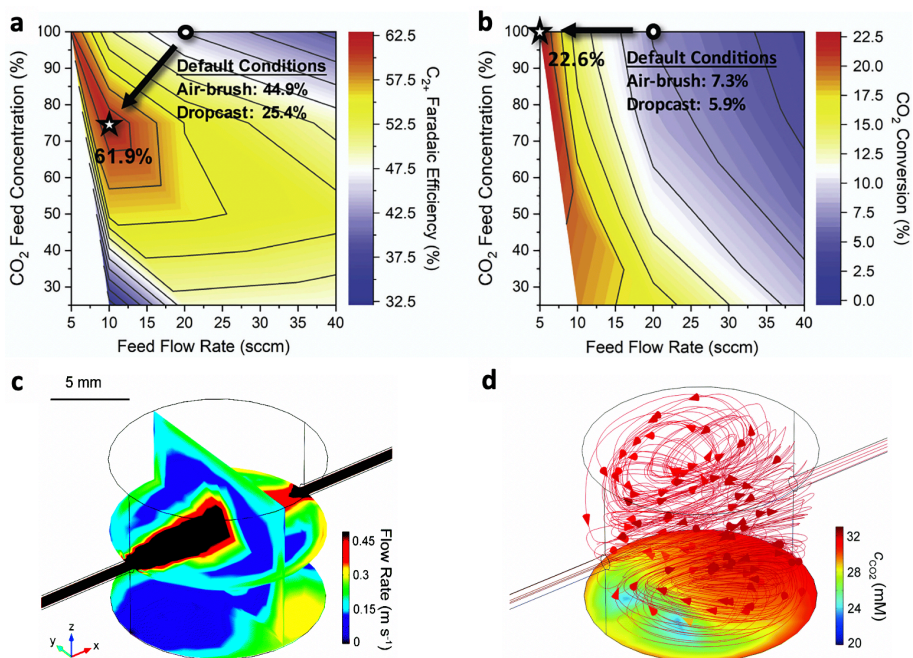 a
CO2 Feed Concentration (%)
100
90
80
70
60
50
40
30
5 10 15 20 25 30 35 40
Feed Flow Rate (sccm)
Default Conditions
Air-brush: 44.9%
Dropcast: 25.4%
61.9%
62.5
57.5
52.5
47.5
42.5
37.5
32.5
C2+ Faradaic Efficiency (%)
b
CO2 Feed Concentration (%)
100
90
80
70
60
50
40
30
5 10 15 20 25 30 35 40
Feed Flow Rate (sccm)
22.6%
Default Conditions
Air-brush: 7.3%
Dropcast: 5.9%
22.5
20.0
17.5
15.0
12.5
10.0
7.5
5.0
2.5
0.0
CO2 Conversion (%)
c
5 mm
0.45
0.3
0.15
0
Flow Rate (m s⁻¹)
z
y
x
d
32
28
24
20
cCO2 (mM)